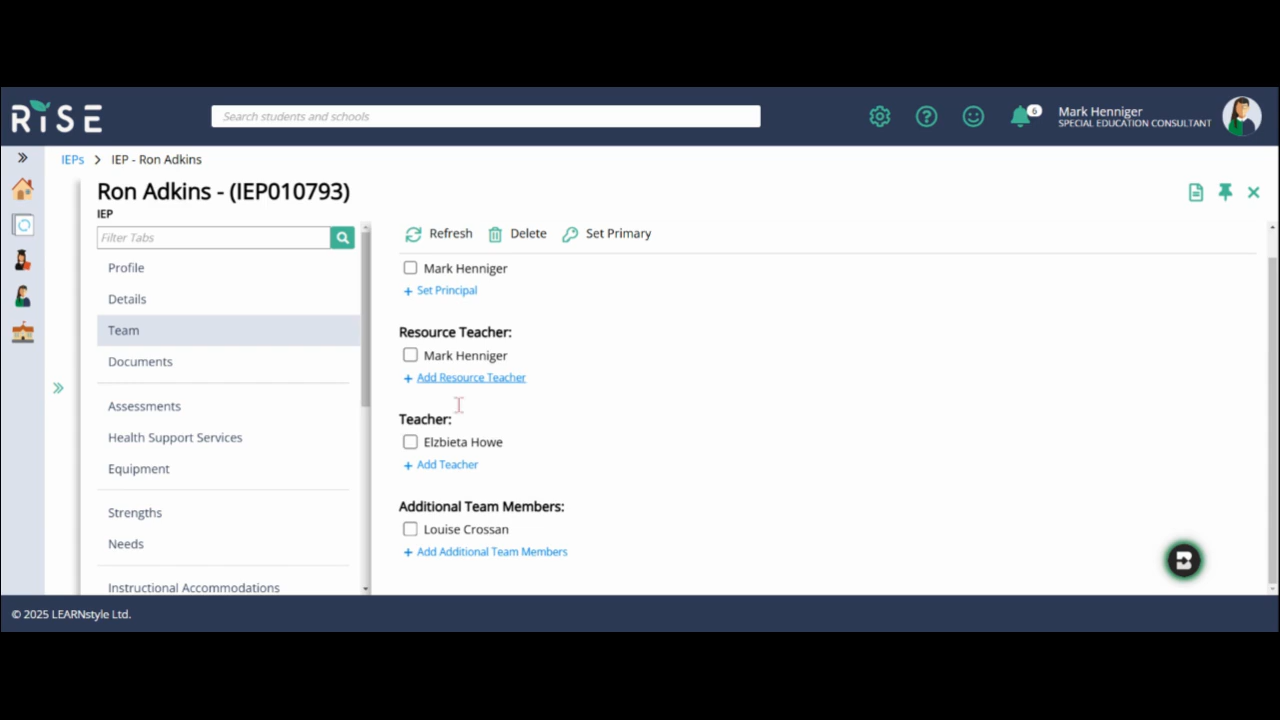 RISE
Search students and schools
6
Mark Henniger
SPECIAL EDUCATION CONSULTANT
IEPs > IEP - Ron Adkins
Ron Adkins - (IEP010793)
IEP
Filter Tabs
Profile
Details
Team
Documents
Assessments
Health Support Services
Equipment
Strengths
Needs
Instructional Accommodations
Refresh Delete Set Primary
Mark Henniger
+ Set Principal
Resource Teacher:
Mark Henniger
+ Add Resource Teacher
Teacher:
Elzbieta Howe
+ Add Teacher
Additional Team Members:
Louise Crossan
+ Add Additional Team Members
© 2025 LEARNstyle Ltd.